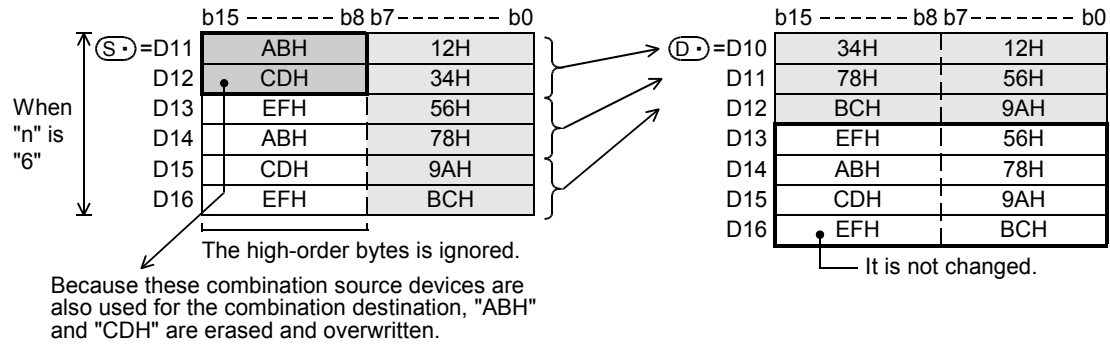 b15 – – – – – – b8 b7 – – – – – – – b0
b15 – – – – – – b8 b7 – – – – – – – b0
S· =D11 ABH 12H
D12 CDH 34H
D13 EFH 56H
D14 ABH 78H
D15 CDH 9AH
D16 EFH BCH
When
"n" is
"6"
D· =D10 34H 12H
D11 78H 56H
D12 BCH 9AH
D13 EFH 56H
D14 ABH 78H
D15 CDH 9AH
D16 EFH BCH
The high-order bytes is ignored.
It is not changed.
Because these combination source devices are
also used for the combination destination, "ABH"
and "CDH" are erased and overwritten.